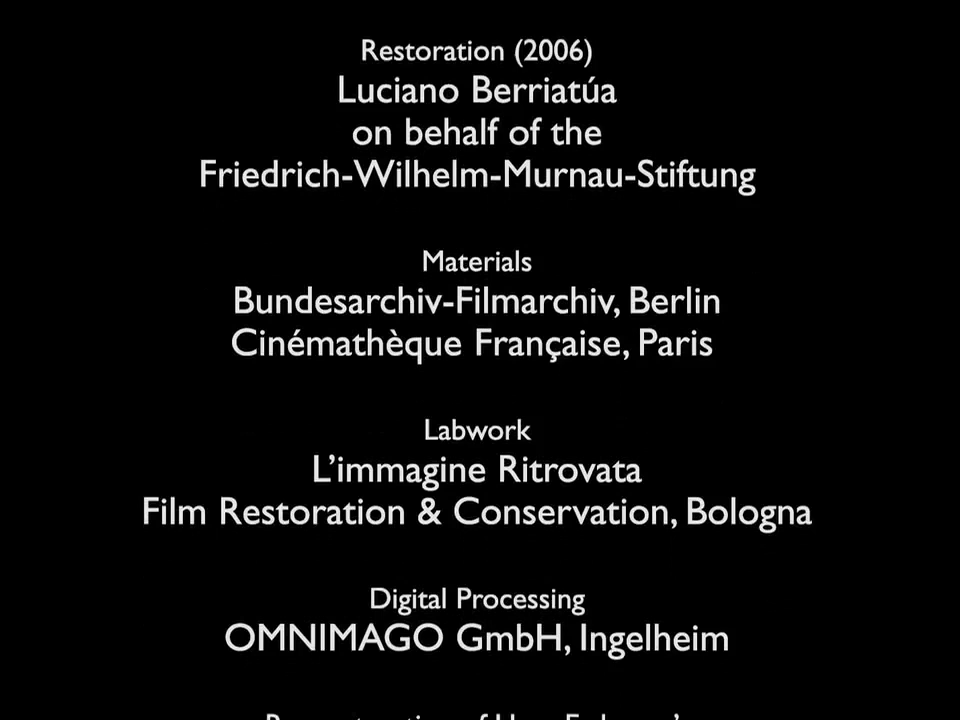 Restoration (2006)
Luciano Berriatúa
on behalf of the
Friedrich-Wilhelm-Murnau-Stiftung
Materials
Bundesarchiv-Filmarchiv, Berlin
Cinémathèque Française, Paris
Labwork
L’immagine Ritrovata
Film Restoration & Conservation, Bologna
Digital Processing
OMNIMAGO GmbH, Ingelheim